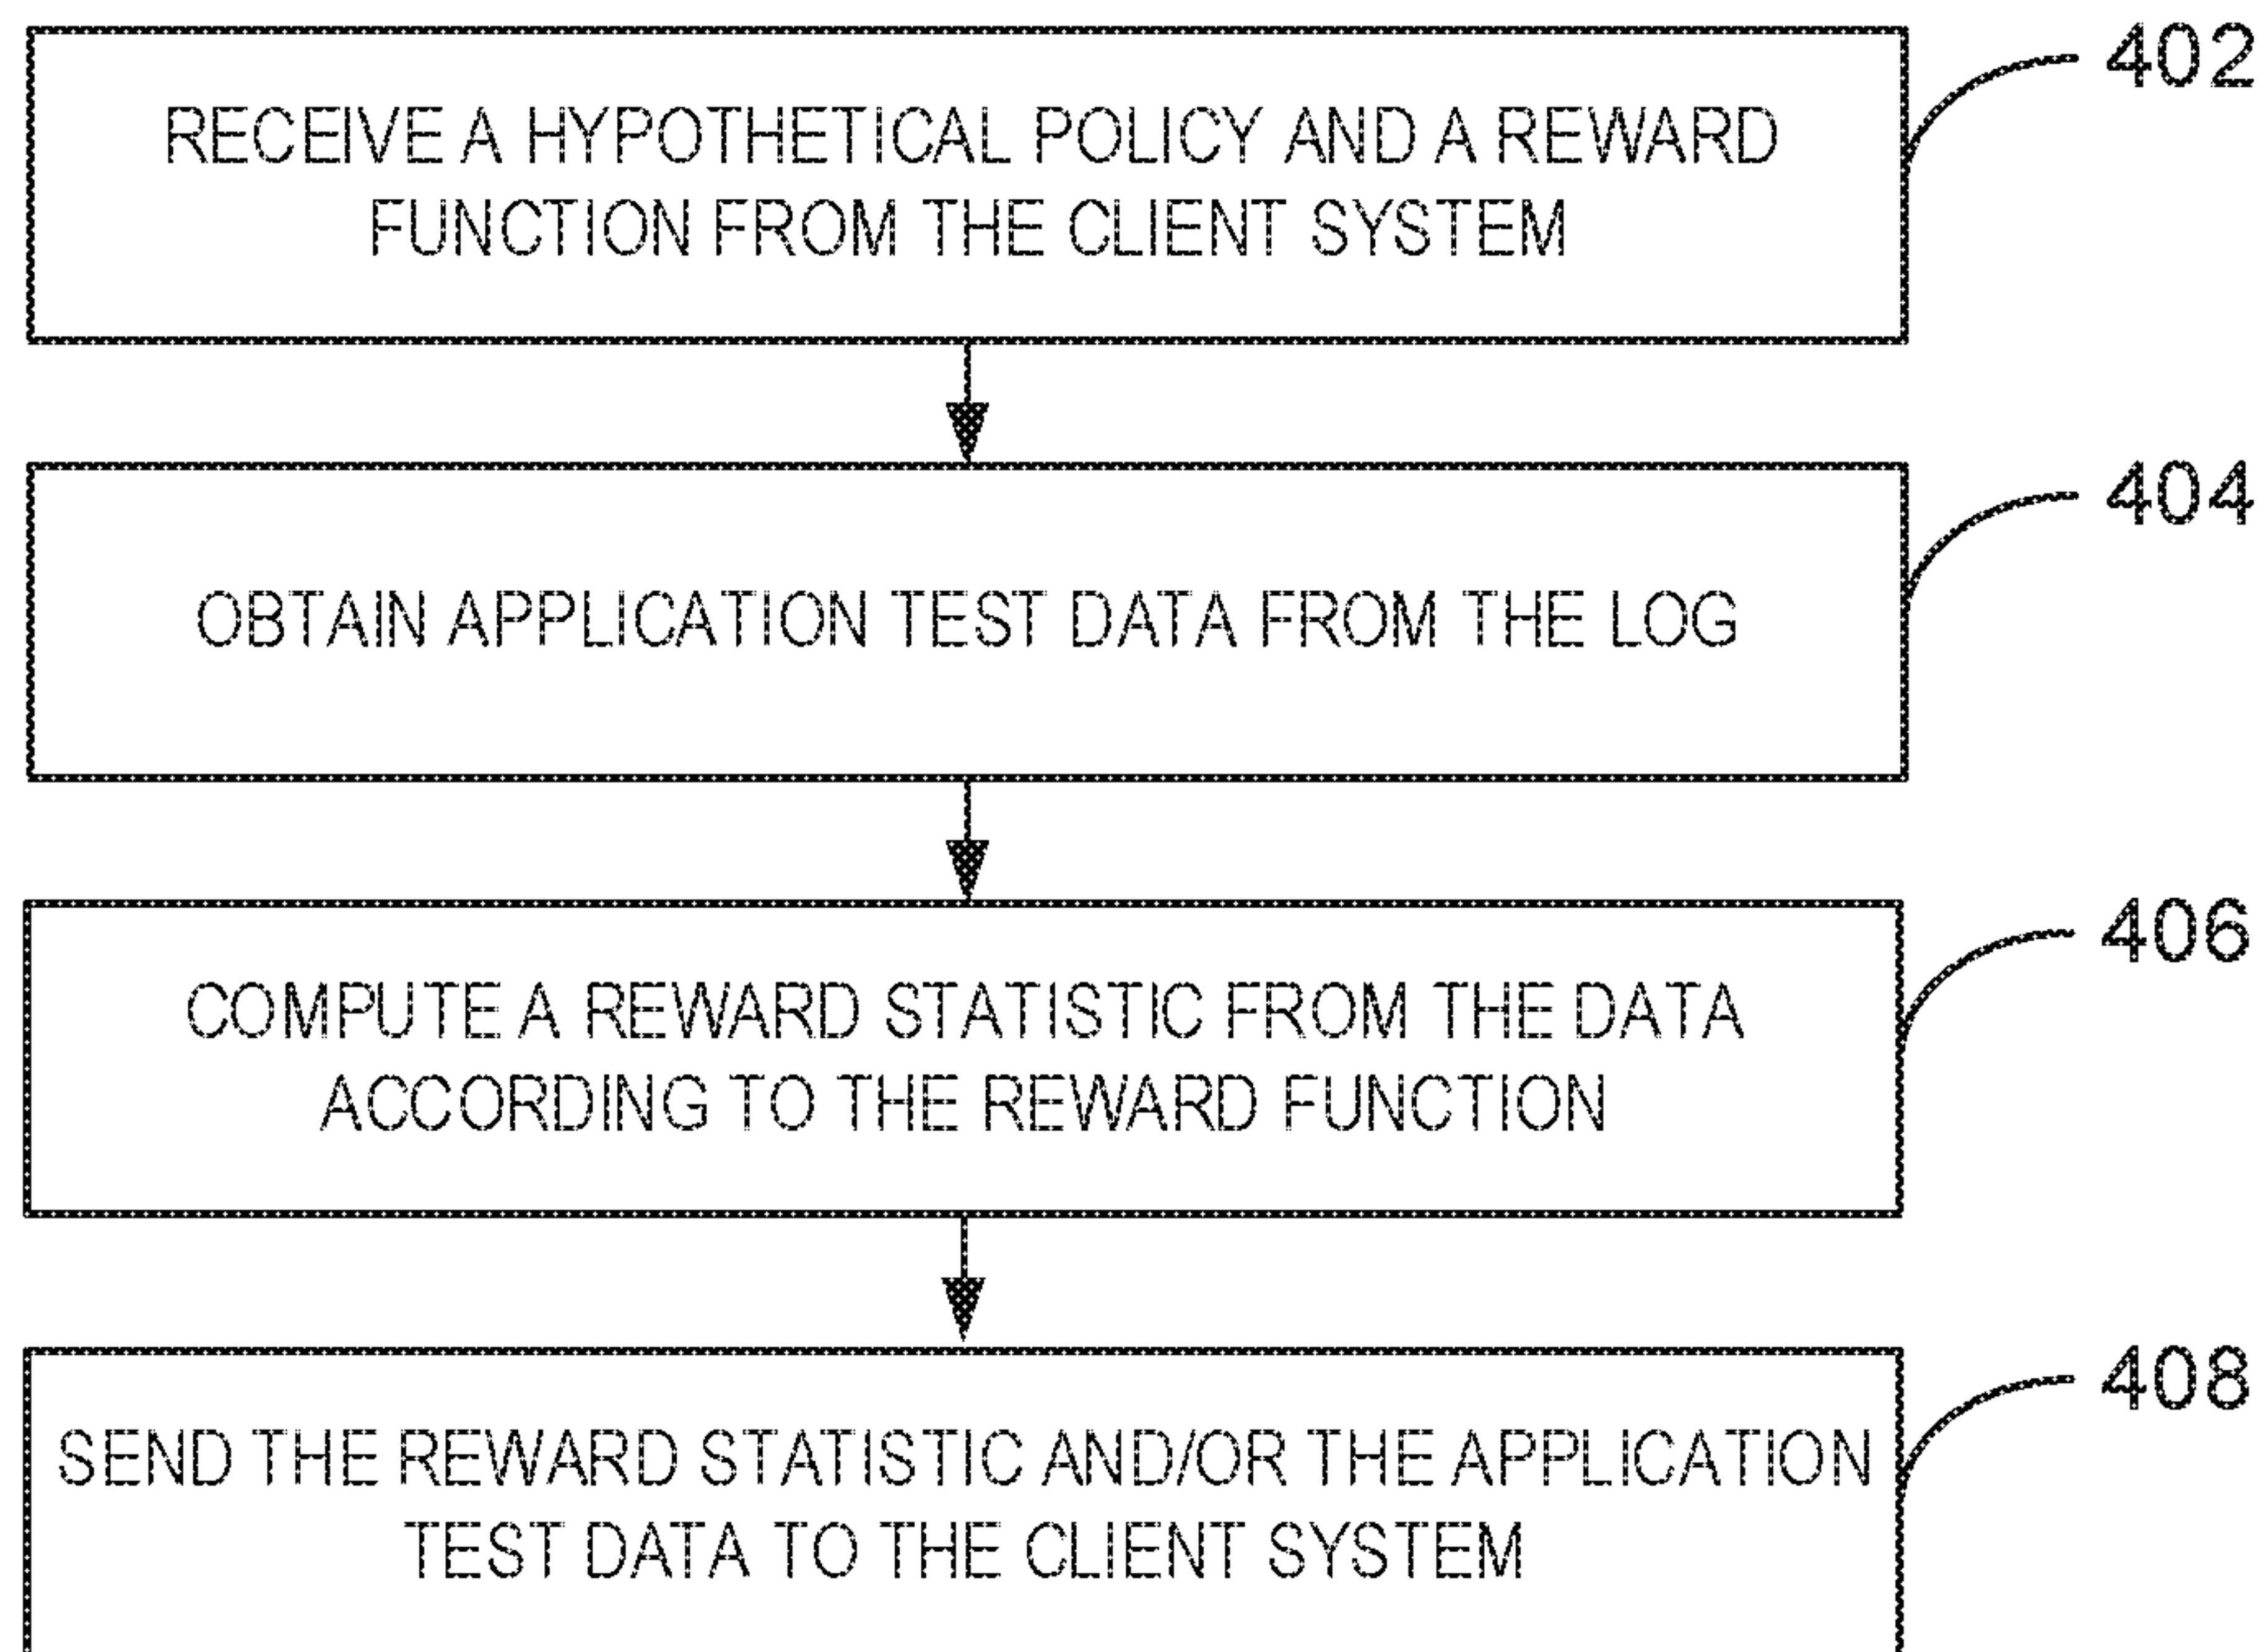 402
RECEIVE A HYPOTHETICAL POLICY AND A REWARD
FUNCTION FROM THE CLIENT SYSTEM
404
OBTAIN APPLICATION TEST DATA FROM THE LOG
406
COMPUTE A REWARD STATISTIC FROM THE DATA
ACCORDING TO THE REWARD FUNCTION
408
SEND THE REWARD STATISTIC AND/OR THE APPLICATION
TEST DATA TO THE CLIENT SYSTEM